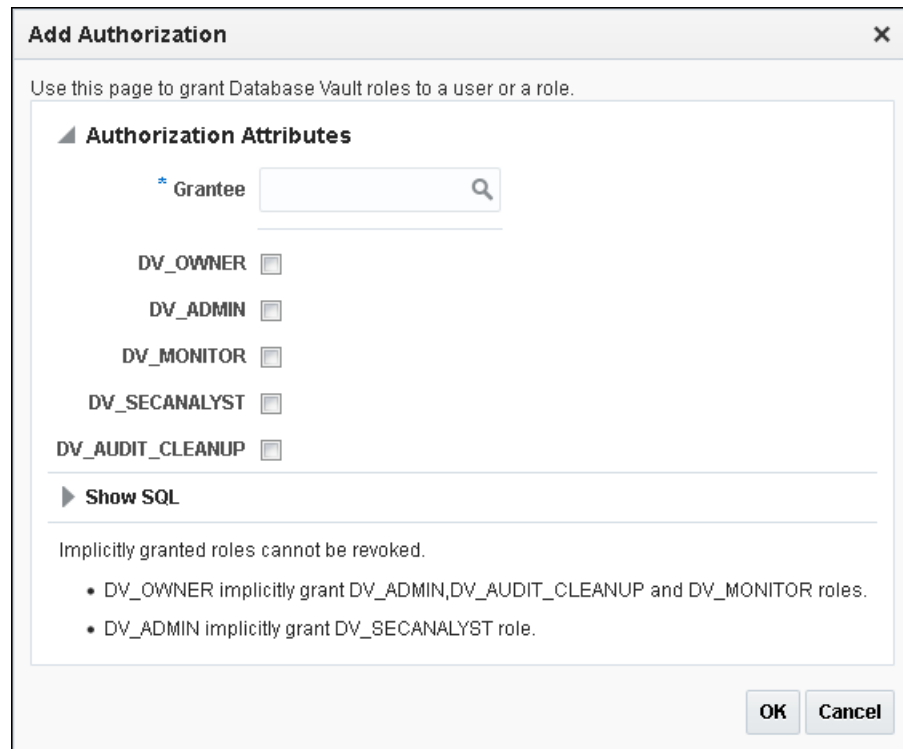 Add Authorization
Use this page to grant Database Vault roles to a user or a role.
Authorization Attributes
* Grantee
DV_OWNER
DV_ADMIN
DV_MONITOR
DV_SECANALYST
DV_AUDIT_CLEANUP
Show SQL
Implicitly granted roles cannot be revoked.
• DV_OWNER implicitly grant DV_ADMIN,DV_AUDIT_CLEANUP and DV_MONITOR roles.
• DV_ADMIN implicitly grant DV_SECANALYST role.
OK Cancel